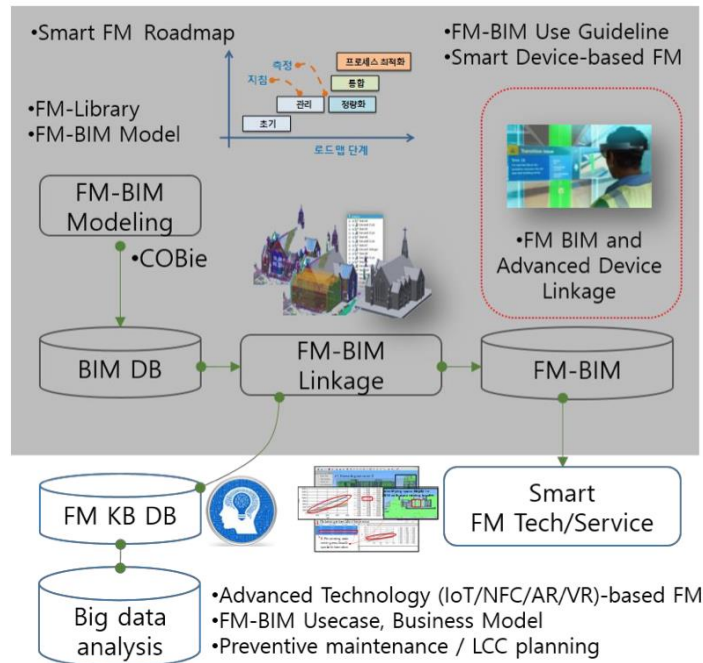 •Smart FM Roadmap
•FM-BIM Use Guideline
•Smart Device-based FM
프로세스 최적화
측정
통합
지침
관리
정량화
초기
로드맵 단계
•FM-Library
•FM-BIM Model
FM-BIM
Modeling
•COBie
•FM BIM and
Advanced Device
Linkage
BIM DB
FM-BIM
Linkage
FM-BIM
FM KB DB
Smart
FM Tech/Service
Big data
analysis
•Advanced Technology (IoT/NFC/AR/VR)-based FM
•FM-BIM Usecase, Business Model
•Preventive maintenance / LCC planning